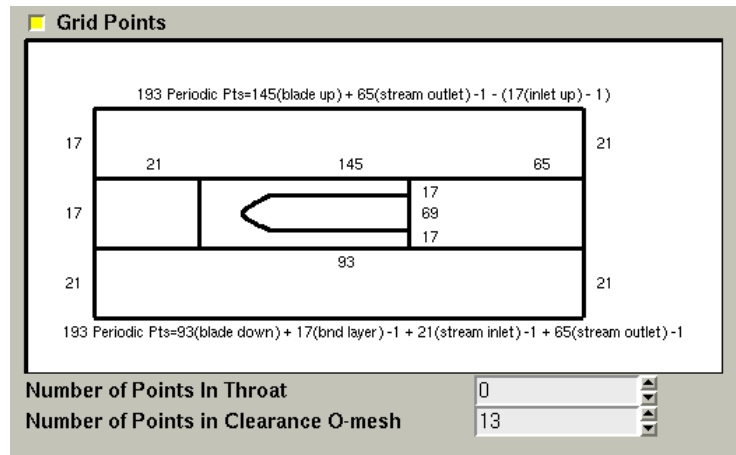 Grid Points
193 Periodic Pts=145(blade up) + 65(stream outlet) -1 - (17(inlet up) - 1)
17
21
21
145
65
17
17
69
17
93
21
21
193 Periodic Pts=93(blade down) + 17(bnd layer) -1 + 21(stream inlet) -1 + 65(stream outlet) -1
Number of Points In Throat 0
Number of Points in Clearance O-mesh 13